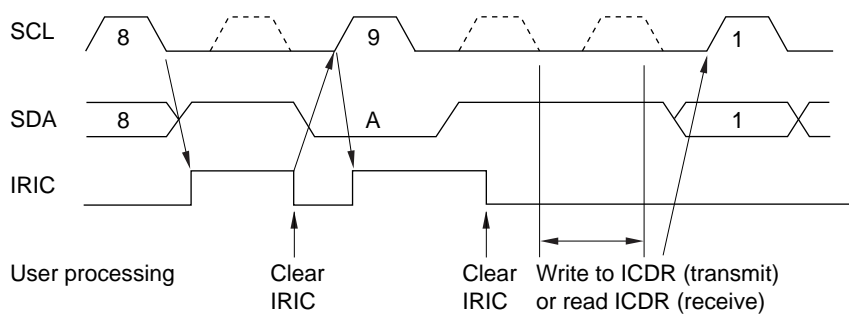 SCL 8 9 1
SDA 8 A 1
IRIC
User processing Clear Clear Write to ICDR (transmit)
IRIC IRIC or read ICDR (receive)